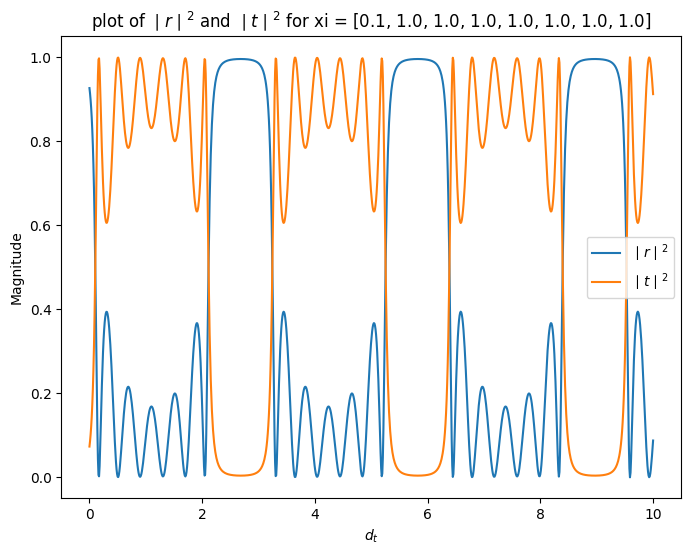 plot of | r |² and | t |² for xi = [0.1, 1.0, 1.0, 1.0, 1.0, 1.0, 1.0, 1.0]
1.0
0.8
0.6
0.4
0.2
0.0
Magnitude
| r |²
| t |²
0 2 4 6 8 10
dₜ